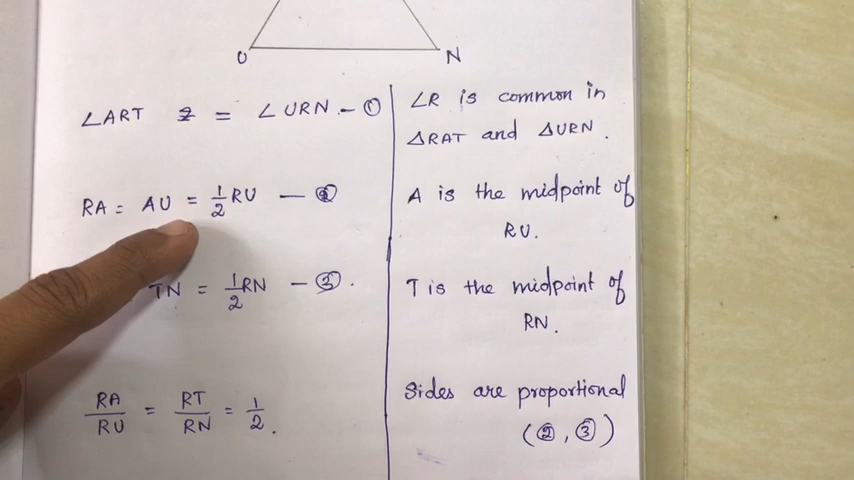 U N
∠ART = ∠URN - ①
∠R is common in
△RAT and △URN.
RA = AU = 1/2 RU - ②
A is the midpoint of
RU.
TN = 1/2 RN - ③.
T is the midpoint of
RN.
RA/RU = RT/RN = 1/2.
Sides are proportional
(②, ③)